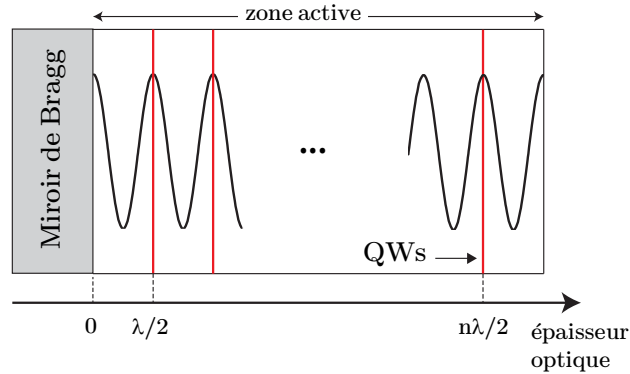 zone active
Miroir de Bragg
...
QWs
0
λ/2
nλ/2
épaisseur
optique